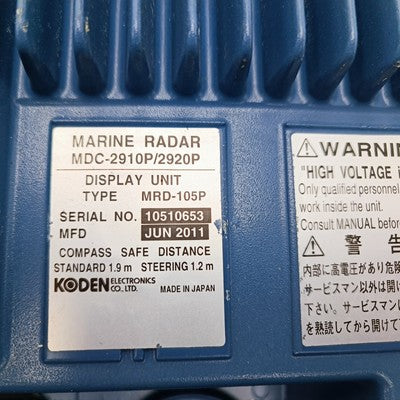 MARINE RADAR
MDC-2910P/2920P
DISPLAY UNIT
TYPE MRD-105P
SERIAL NO. 10510653
MFD JUN 2011
COMPASS SAFE DISTANCE
STANDARD 1.9 m STEERING 1.2 m
KODEN ELECTRONICS CO., LTD. MADE IN JAPAN
WARNIN
"HIGH VOLTAGE i
Only qualified personnel
work inside the unit.
Consult MANUAL before
警告
内部に高電圧があり危険
サービスマン以外は開け
下さい。サービスマン
を熟読してから開けて下